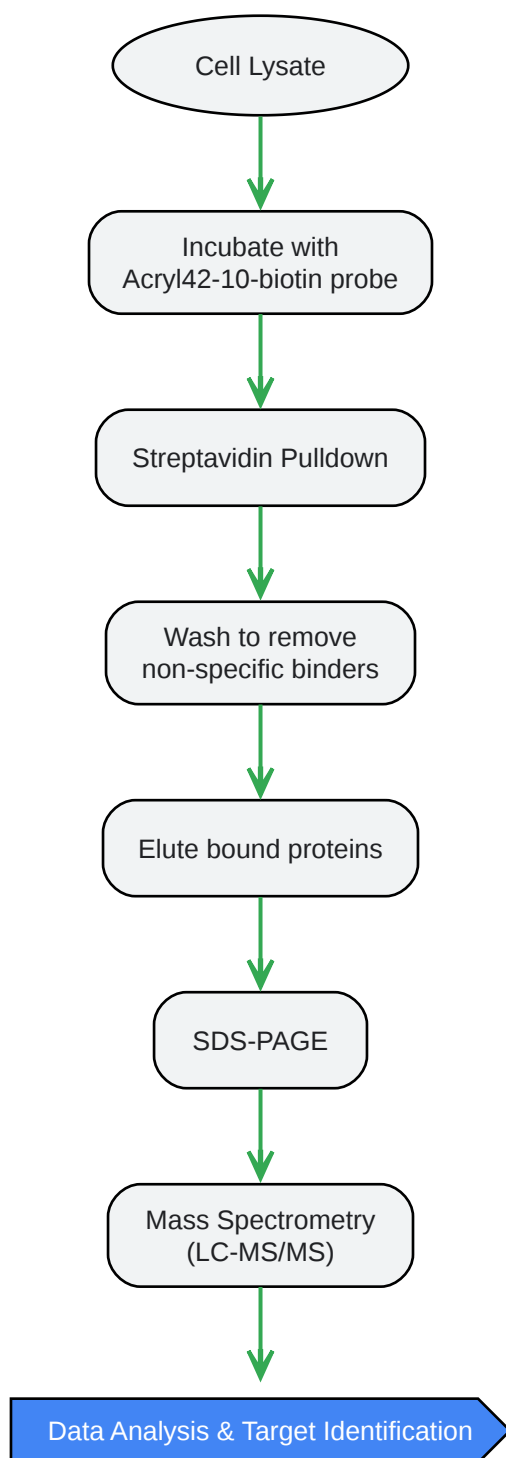 Cell Lysate
Incubate with
Acryl42-10-biotin probe
Streptavidin Pulldown
Wash to remove
non-specific binders
Elute bound proteins
SDS-PAGE
Mass Spectrometry
(LC-MS/MS)
Data Analysis & Target Identification